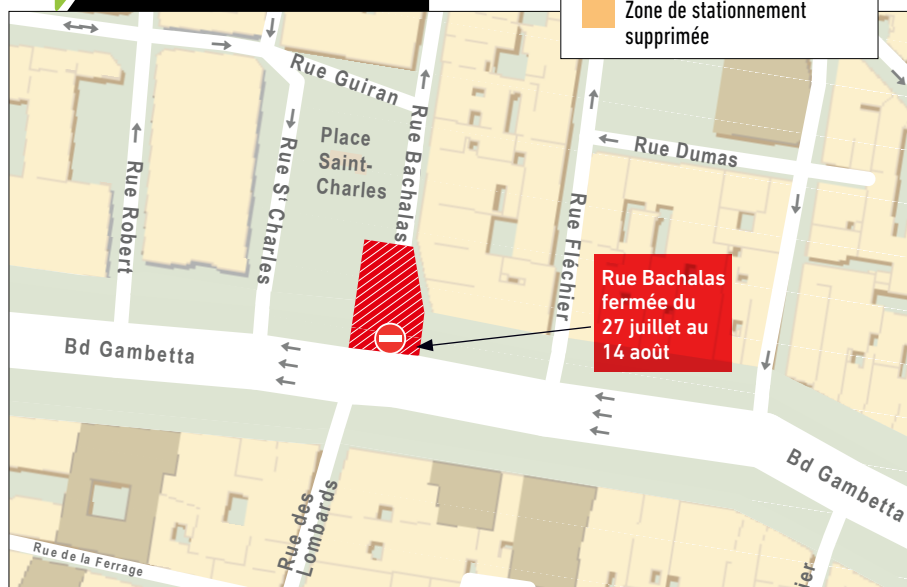 Zone de stationnement
supprimée
Rue Guiran
Place
Saint-
Charles
Rue Bachalas
Rue Dumas
Rue Robert
Rue St Charles
Rue Fléchier
Rue Bachalas
fermée du
27 juillet au
14 août
Bd Gambetta
Bd Gambetta
Rue des
Lombards
Rue de la Ferrage